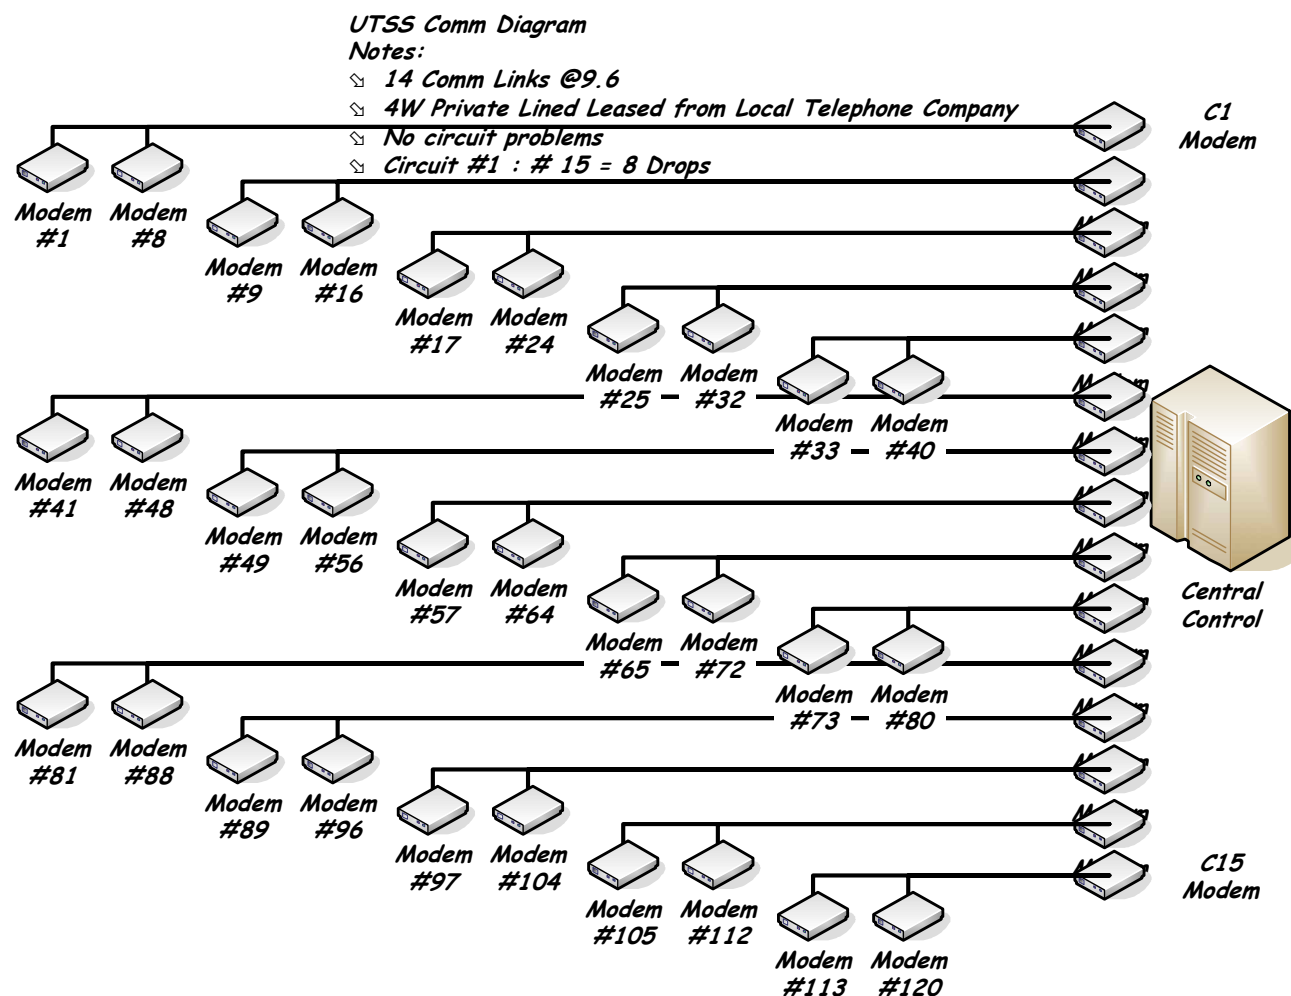 UTSS Comm Diagram
Notes:
14 Comm Links @9.6
4W Private Lined Leased from Local Telephone Company
No circuit problems
Circuit #1 : # 15 = 8 Drops
C1
Modem
Modem
#1
Modem
#8
Modem
#9
Modem
#16
Modem
#17
Modem
#24
Modem
#25
Modem
#32
Modem
#33
Modem
#40
Modem
#41
Modem
#48
Modem
#49
Modem
#56
Modem
#57
Modem
#64
Modem
#65
Modem
#72
Central
Control
Modem
#73
Modem
#80
Modem
#81
Modem
#88
Modem
#89
Modem
#96
Modem
#97
Modem
#104
C15
Modem
Modem
#105
Modem
#112
Modem
#113
Modem
#120